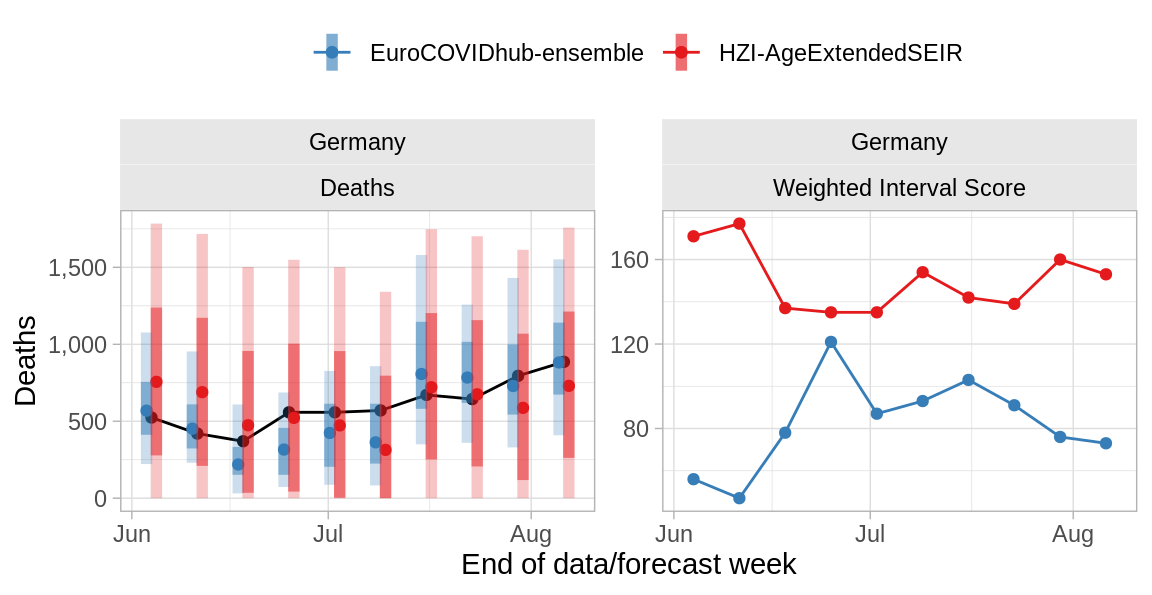 EuroCOVIDhub-ensemble HZI-AgeExtendedSEIR
Germany
Deaths
Germany
Weighted Interval Score
Deaths
1,500
1,000
500
0
Jun Jul Aug
160
120
80
Jun Jul Aug
End of data/forecast week